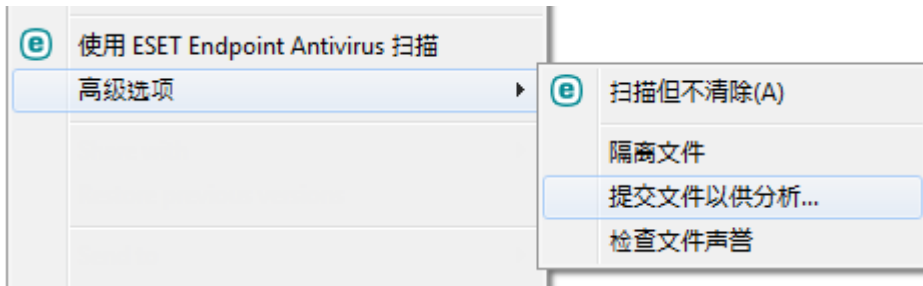 使用 ESET Endpoint Antivirus 扫描
高级选项
扫描但不清除(A)
隔离文件
提交文件以供分析...
检查文件声誉